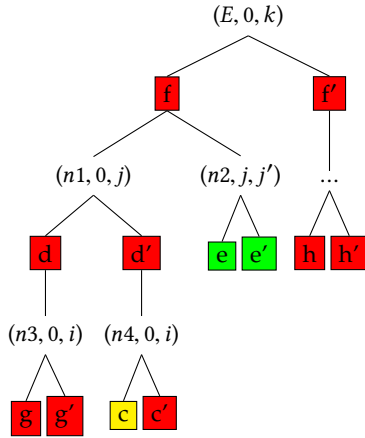 (E, 0, k)
f f′
(n1, 0, j) (n2, j, j′) ...
d d′ e e′ h h′
(n3, 0, i) (n4, 0, i)
g g′ c c′